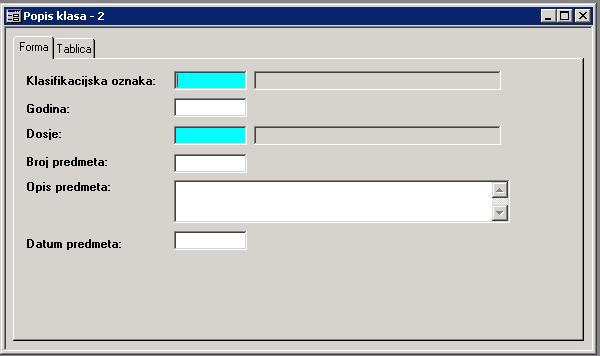 Popis klasa - 2
Forma Tablica
Klasifikacijska oznaka:
Godina:
Dosje:
Broj predmeta:
Opis predmeta:
Datum predmeta: